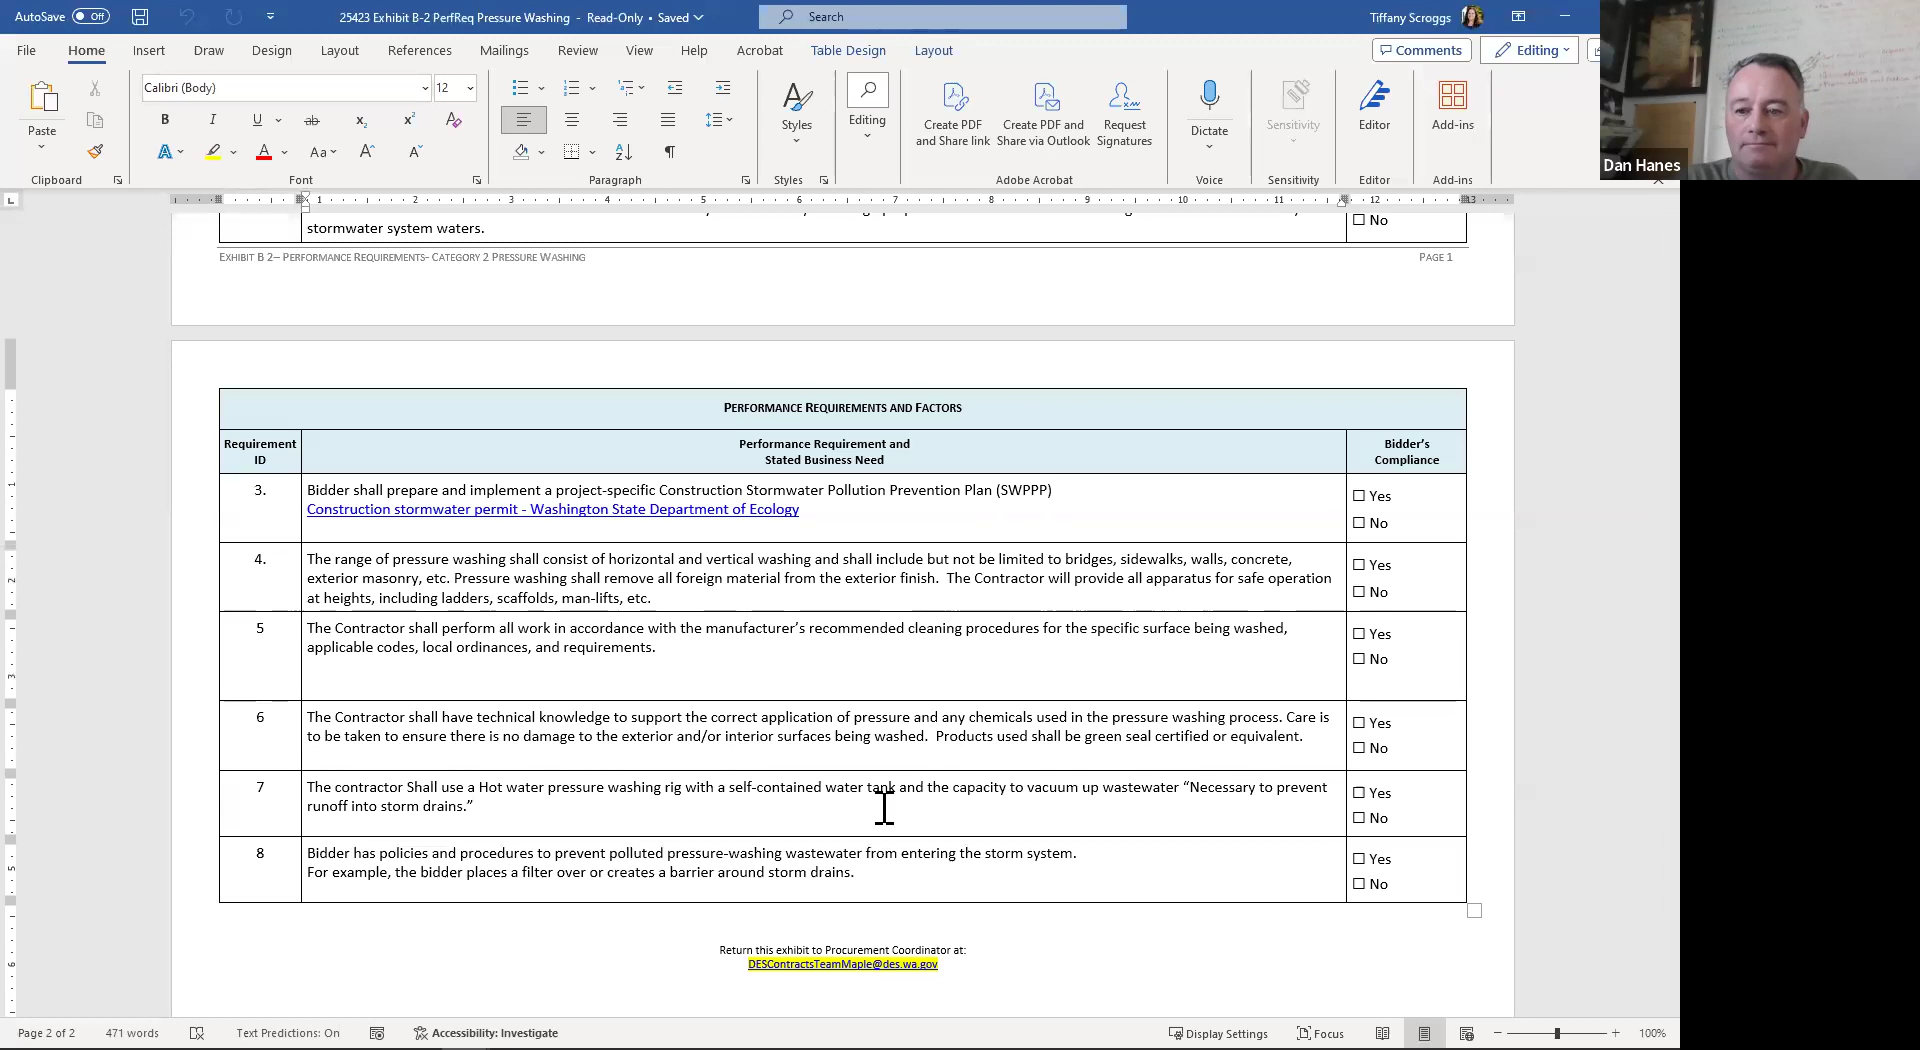 AutoSave Off 25423 Exhibit B-2 PerfReq Pressure Washing - Read-Only • Saved Search Tiffany Scroggs
File Home Insert Draw Design Layout References Mailings Review View Help Acrobat Table Design Layout Comments Editing
Calibri (Body) 12
Paste Styles Editing Create PDF and Share link Create PDF and Share via Outlook Request Signatures Dictate Sensitivity Editor Add-ins
Dan Hanes
Clipboard Font Paragraph Styles Adobe Acrobat Voice Sensitivity Editor Add-ins
1 2 3 4 5 6 7 8 9 10 11 12 13
stormwater system waters.
☐ No
EXHIBIT B 2– PERFORMANCE REQUIREMENTS- CATEGORY 2 PRESSURE WASHING PAGE 1
PERFORMANCE REQUIREMENTS AND FACTORS
Requirement ID
Performance Requirement and
Stated Business Need
Bidder’s
Compliance
3.
Bidder shall prepare and implement a project-specific Construction Stormwater Pollution Prevention Plan (SWPPP)
Construction stormwater permit - Washington State Department of Ecology
☐ Yes
☐ No
4.
The range of pressure washing shall consist of horizontal and vertical washing and shall include but not be limited to bridges, sidewalks, walls, concrete,
exterior masonry, etc. Pressure washing shall remove all foreign material from the exterior finish. The Contractor will provide all apparatus for safe operation
at heights, including ladders, scaffolds, man-lifts, etc.
☐ Yes
☐ No
5
The Contractor shall perform all work in accordance with the manufacturer’s recommended cleaning procedures for the specific surface being washed,
applicable codes, local ordinances, and requirements.
☐ Yes
☐ No
6
The Contractor shall have technical knowledge to support the correct application of pressure and any chemicals used in the pressure washing process. Care is
to be taken to ensure there is no damage to the exterior and/or interior surfaces being washed. Products used shall be green seal certified or equivalent.
☐ Yes
☐ No
7
The contractor Shall use a Hot water pressure washing rig with a self-contained water tank and the capacity to vacuum up wastewater “Necessary to prevent
runoff into storm drains.”
☐ Yes
☐ No
8
Bidder has policies and procedures to prevent polluted pressure-washing wastewater from entering the storm system.
For example, the bidder places a filter over or creates a barrier around storm drains.
☐ Yes
☐ No
Return this exhibit to Procurement Coordinator at:
DESContractsTeamMaple@des.wa.gov
Page 2 of 2 471 words Text Predictions: On Accessibility: Investigate Display Settings Focus 100%